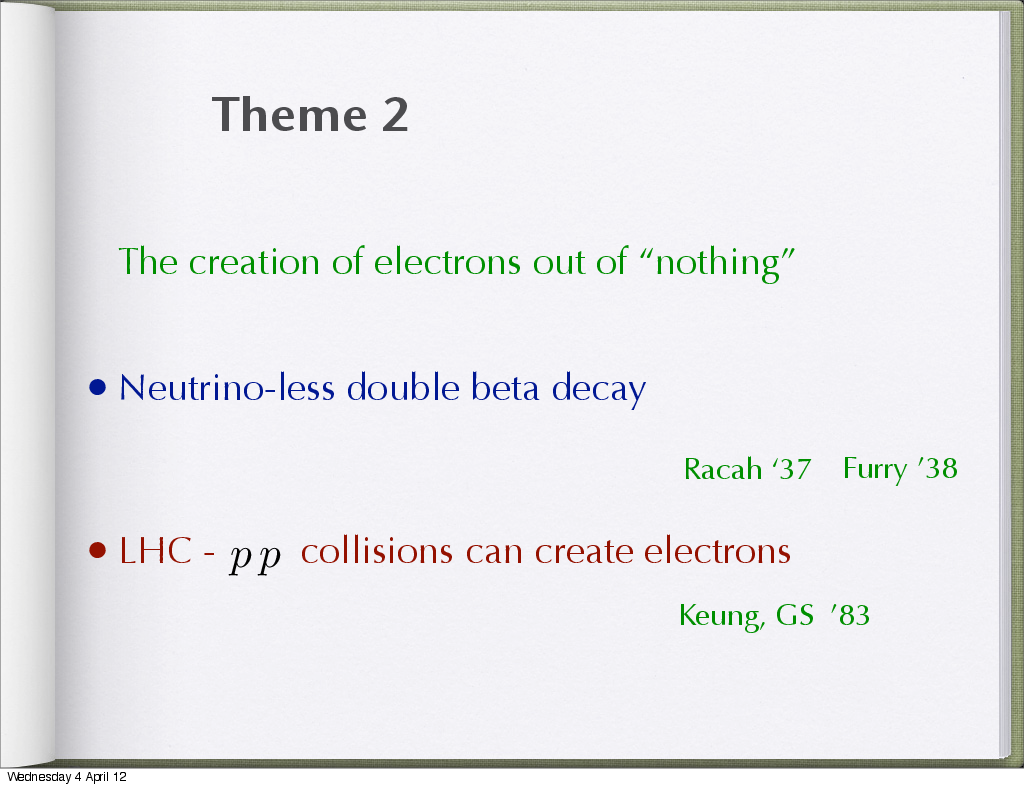 Theme 2
The creation of electrons out of “nothing”
• Neutrino-less double beta decay
Racah ‘37 Furry ’38
• LHC - p p collisions can create electrons
Keung, GS ’83
Wednesday 4 April 12